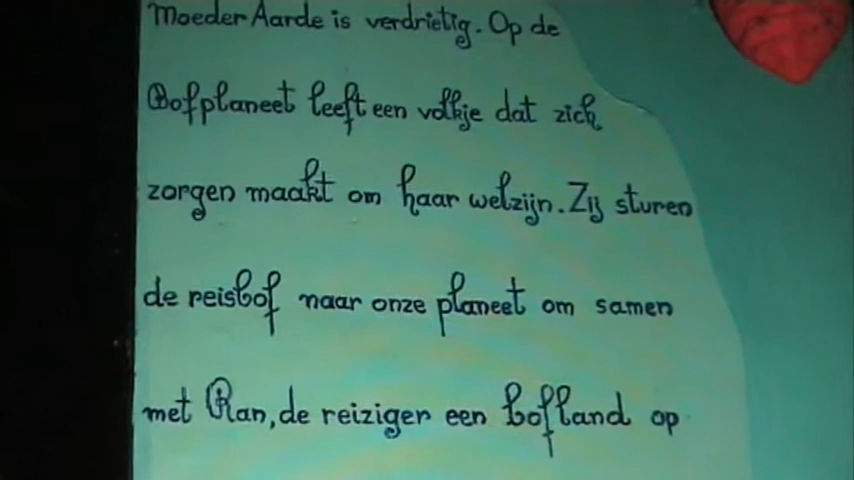 Moeder Aarde is verdrietig. Op de
Bofplaneet leeft een volkje dat zich
zorgen maakt om haar welzijn. Zij sturen
de reisbof naar onze planeet om samen
met Ran, de reiziger een bofland op